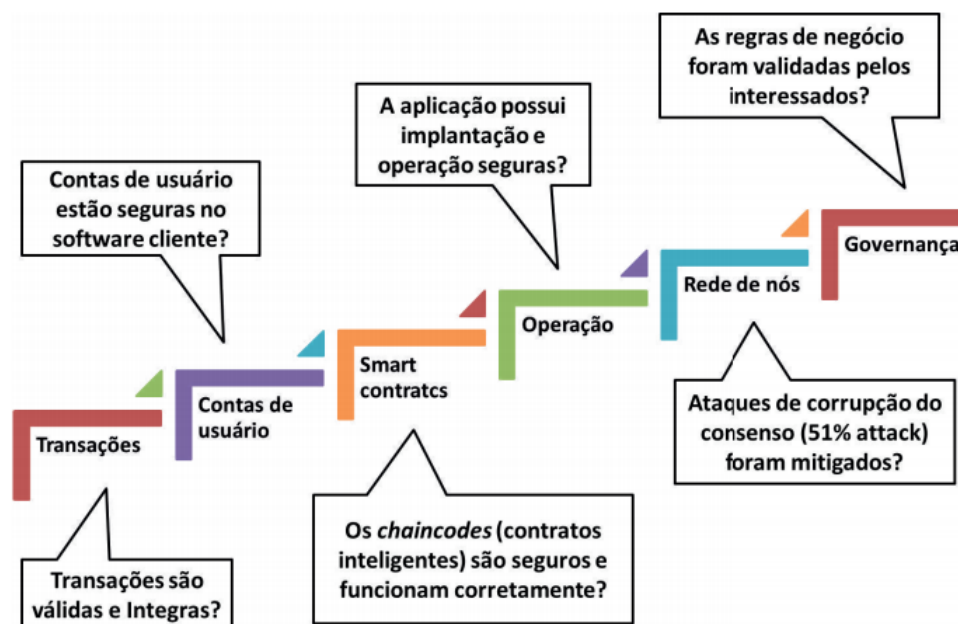 As regras de negócio
foram validadas pelos
interessados?
A aplicação possui
implantação e
operação seguras?
Contas de usuário
estão seguras no
software cliente?
Governança
Rede de nós
Operação
Smart
contratcs
Contas de
usuário
Transações
Ataques de corrupção do
consenso (51% attack)
foram mitigados?
Os chaincodes (contratos
inteligentes) são seguros e
funcionam corretamente?
Transações são
válidas e Integras?